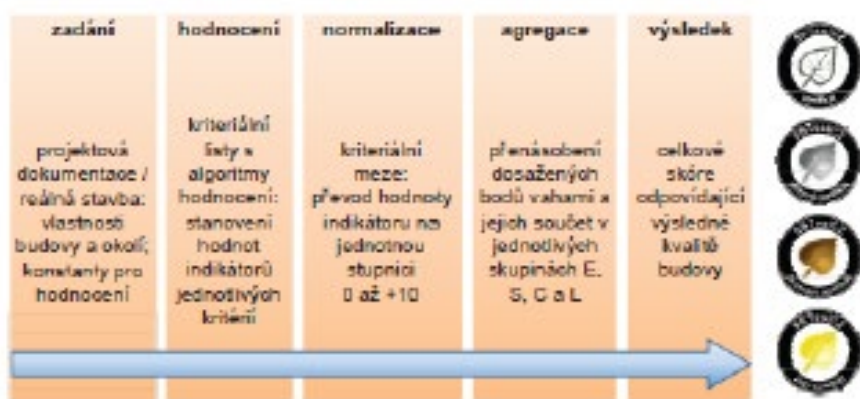 zadání
projektová
dokumentace /
reálná stavba:
vlastnosti
budovy a okolí;
konstanty pro
hodnocení
hodnocení
kriteriální
listy s
algoritmy
hodnocení:
stanovení
hodnot
indikátorů
jednotlivých
kritérií
normalizace
kriteriální
meze:
převod hodnoty
indikátoru na
jednotnou
stupnici
0 až +10
agregace
přenásobení
dosažených
bodů vahami a
jejich součet v
jednotlivých
skupinách E,
S, C a L
výsledek
celkové
skóre
odpovídající
výsledné
kvalitě
budovy